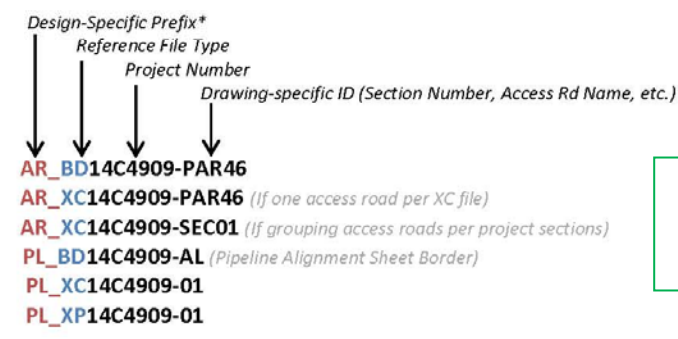 Design-Specific Prefix*
Reference File Type
Project Number
Drawing-specific ID (Section Number, Access Rd Name, etc.)
AR_BD14C4909-PAR46
AR_XC14C4909-PAR46 (If one access road per XC file)
AR_XC14C4909-SEC01 (If grouping access roads per project sections)
PL_BD14C4909-AL (Pipeline Alignment Sheet Border)
PL_XC14C4909-01
PL_XP14C4909-01